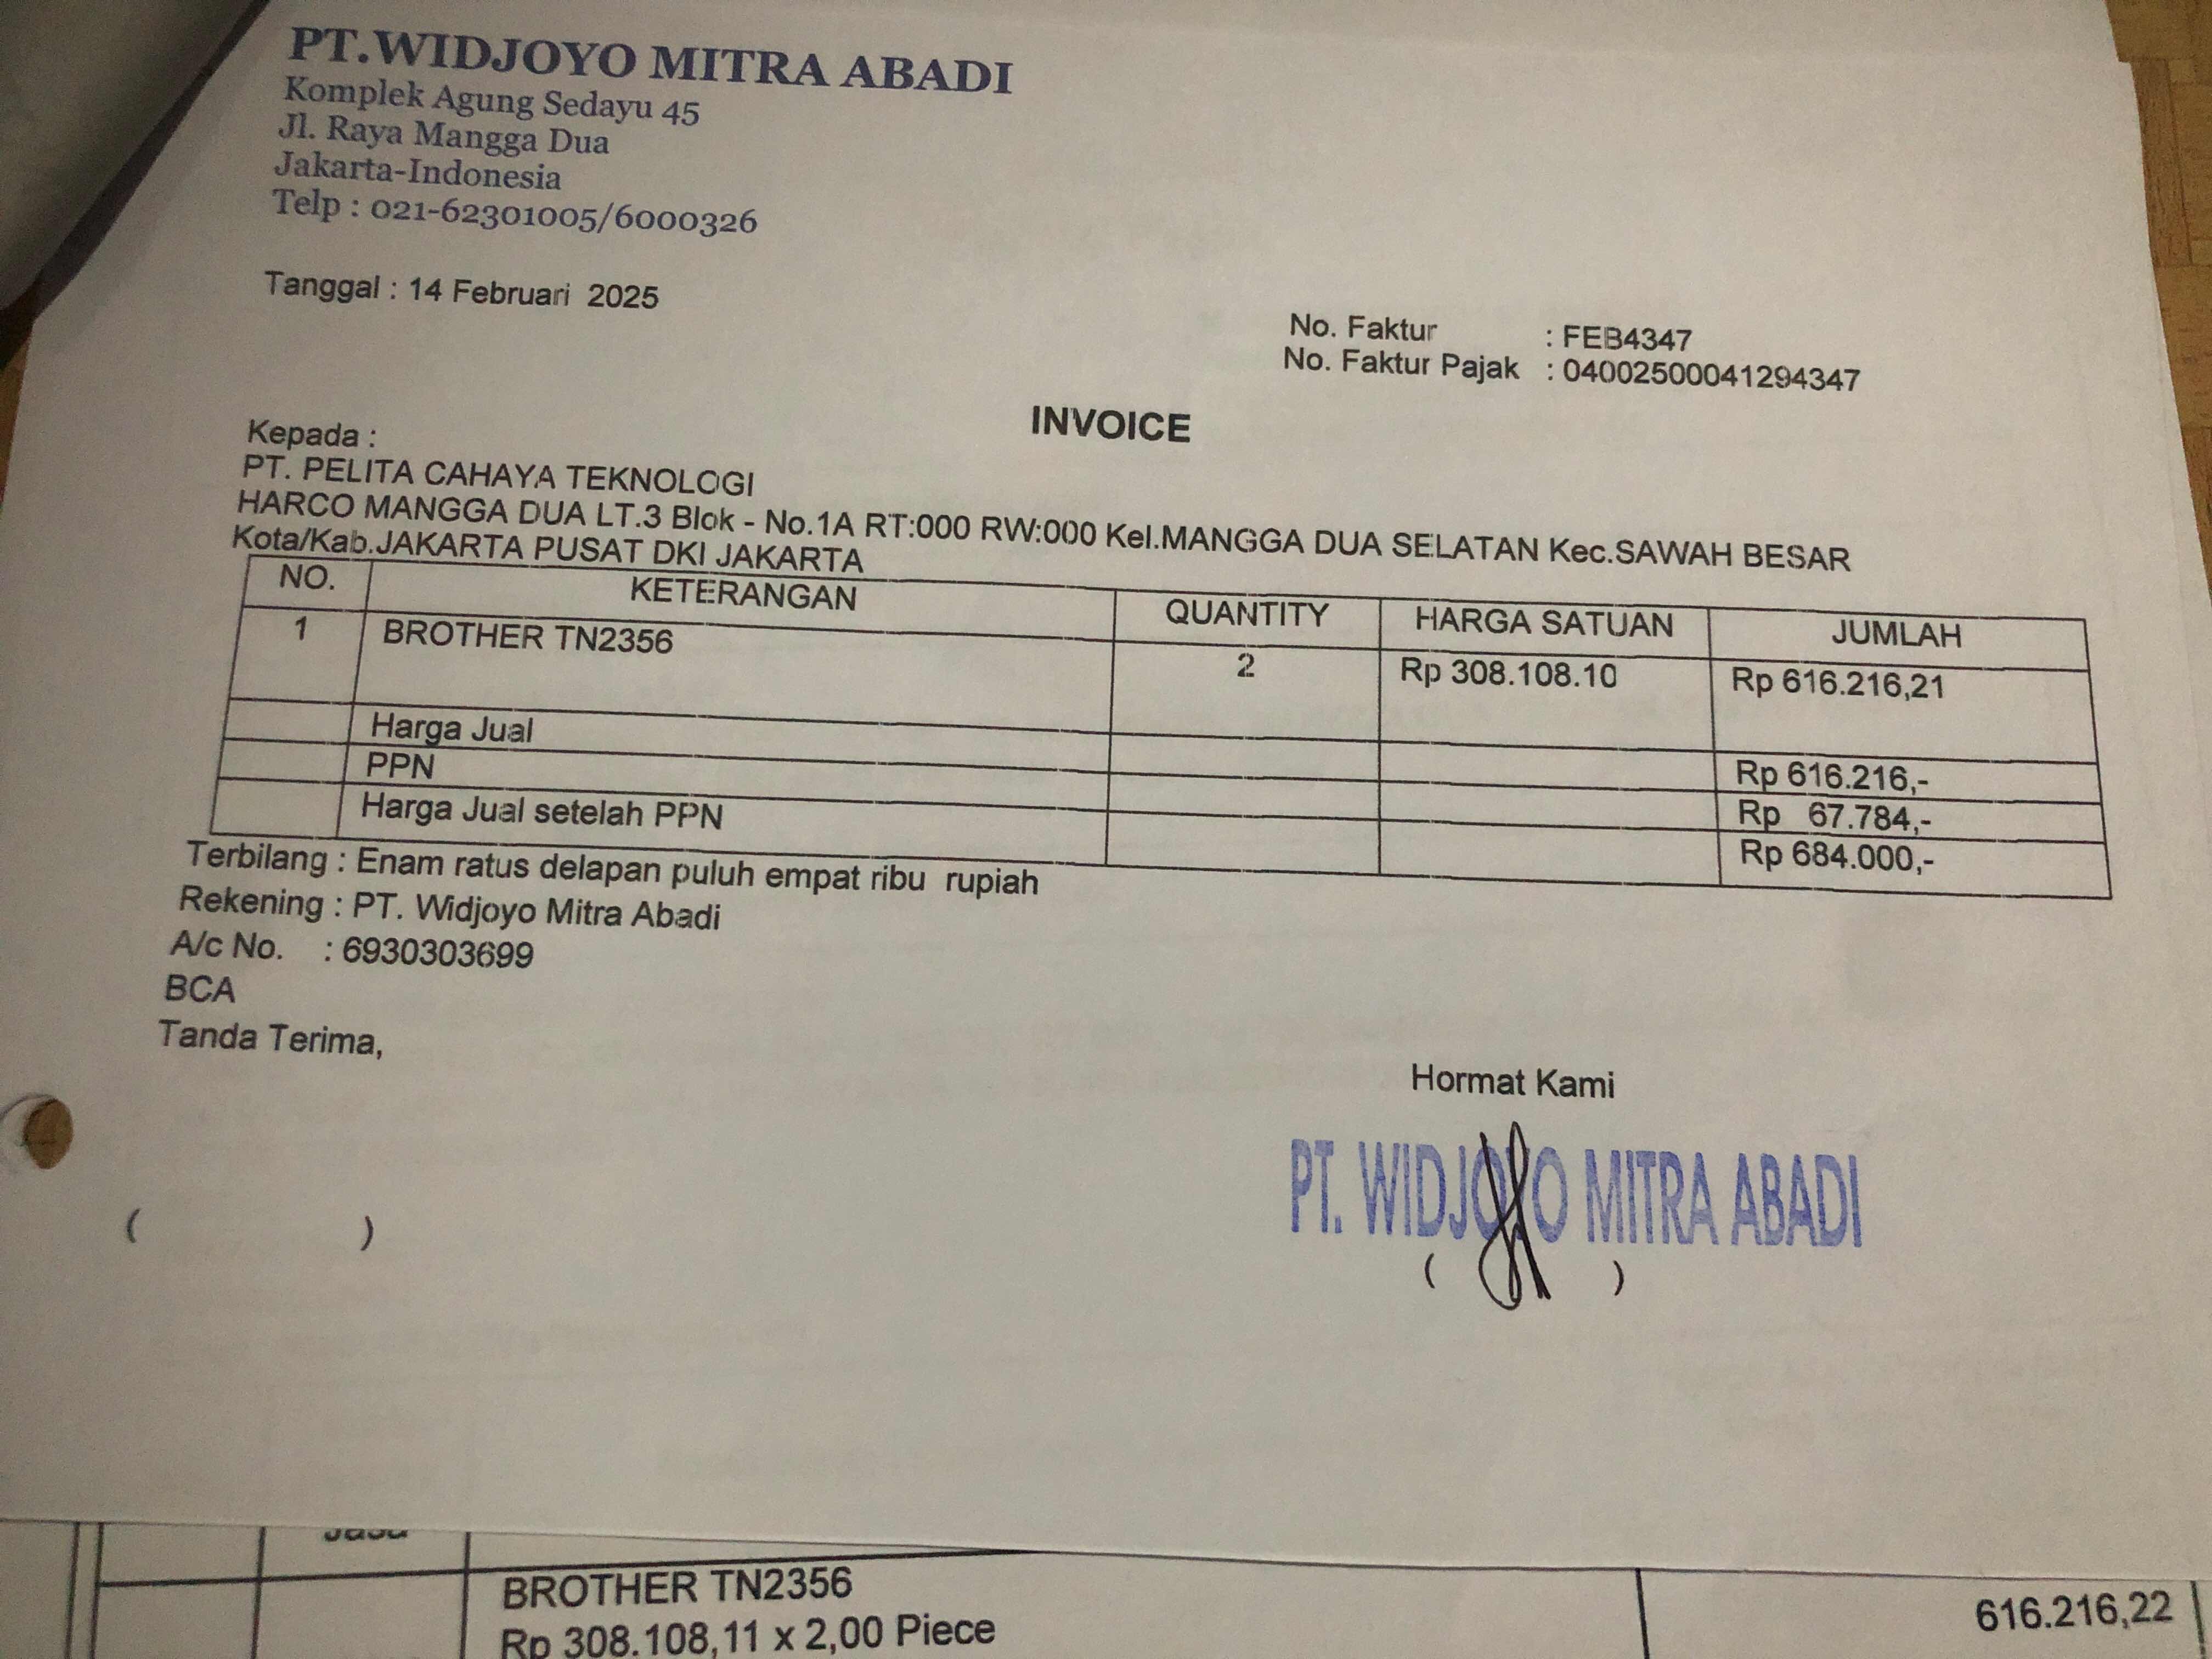 PT.WIDJOYO MITRA ABADI
Komplek Agung Sedayu 45
Jl. Raya Mangga Dua
Jakarta-Indonesia
Telp : 021-62301005/6000326
Tanggal : 14 Februari 2025
No. Faktur : FEB4347
No. Faktur Pajak : 04002500041294347
INVOICE
Kepada :
PT. PELITA CAHAYA TEKNOLOGI
HARCO MANGGA DUA LT.3 Blok - No.1A RT:000 RW:000 Kel.MANGGA DUA SELATAN Kec.SAWAH BESAR
Kota/Kab.JAKARTA PUSAT DKI JAKARTA
NO. KETERANGAN QUANTITY HARGA SATUAN JUMLAH
1 BROTHER TN2356 2 Rp 308.108.10 Rp 616.216,21
Harga Jual Rp 616.216,-
PPN Rp 67.784,-
Harga Jual setelah PPN Rp 684.000,-
Terbilang : Enam ratus delapan puluh empat ribu rupiah
Rekening : PT. Widjoyo Mitra Abadi
A/c No. : 6930303699
BCA
Tanda Terima,
Hormat Kami
PT. WIDJOYO MITRA ABADI
( ) ( )
BROTHER TN2356 616.216,22
Rp 308.108,11 x 2,00 Piece